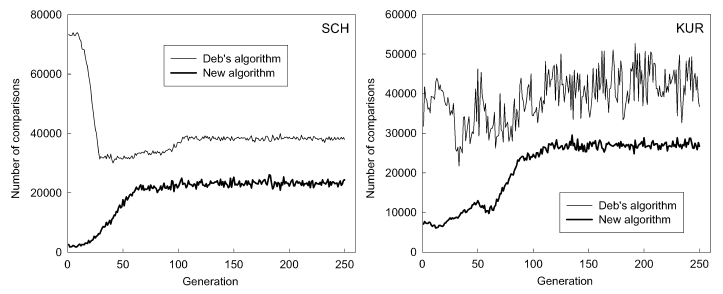 SCH
Number of comparisons
80000
60000
40000
20000
0
Deb's algorithm
New algorithm
0 50 100 150 200 250
Generation
KUR
Number of comparisons
60000
50000
40000
30000
20000
10000
0
Deb's algorithm
New algorithm
0 50 100 150 200 250
Generation